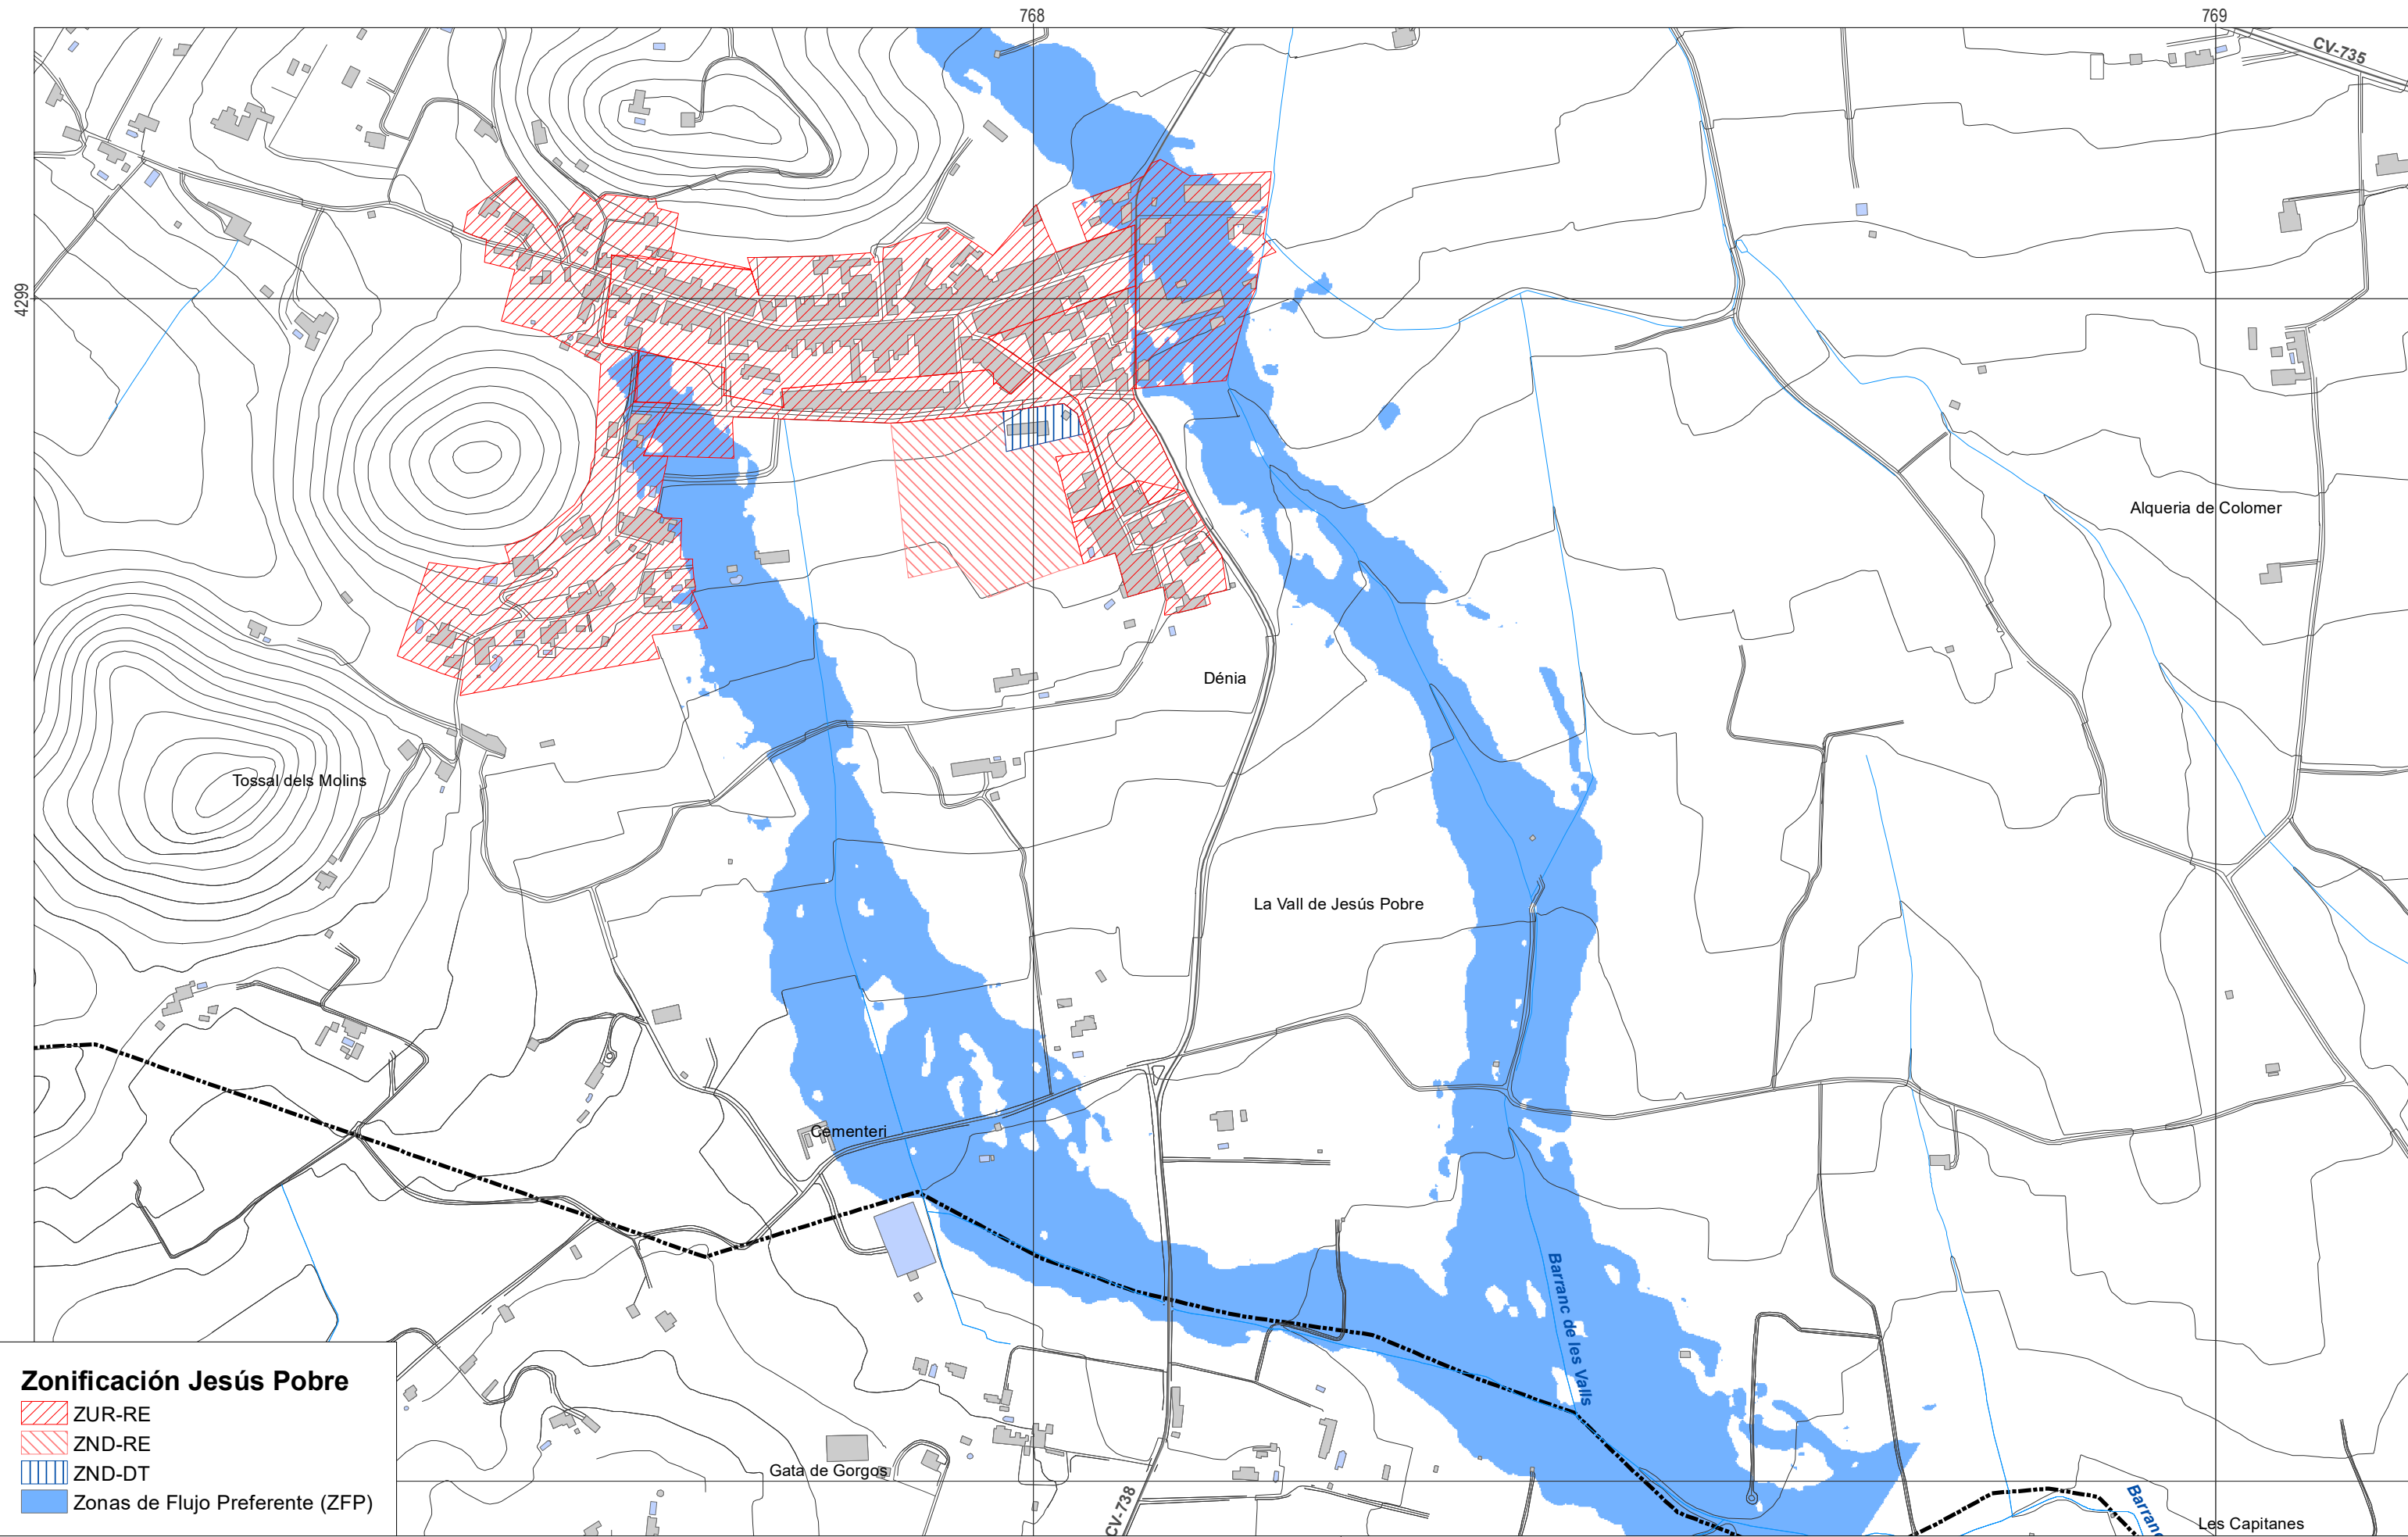 768
769
CV-735
4299
Alqueria de Colomer
Dénia
Tossal dels Molins
La Vall de Jesús Pobre
Cementeri
Barranc de les Valls
Zonificación Jesús Pobre
ZUR-RE
ZND-RE
ZND-DT
Zonas de Flujo Preferente (ZFP)
Gata de Gorgos
CV-738
Barranc
Les Capitanes